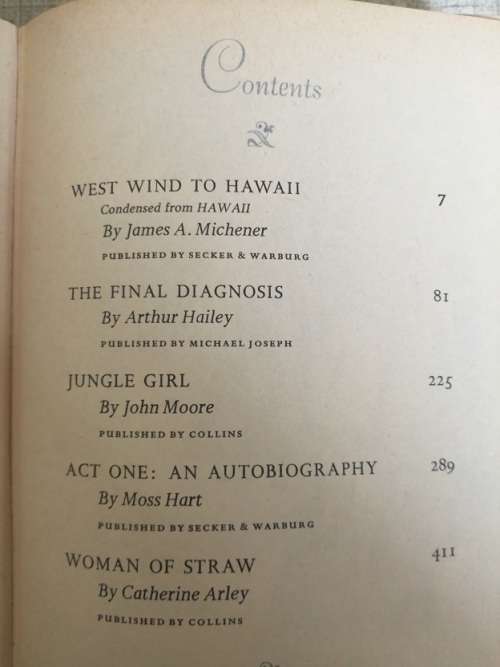 Contents
WEST WIND TO HAWAII 7
Condensed from HAWAII
By James A. Michener
PUBLISHED BY SECKER & WARBURG
THE FINAL DIAGNOSIS 81
By Arthur Hailey
PUBLISHED BY MICHAEL JOSEPH
JUNGLE GIRL 225
By John Moore
PUBLISHED BY COLLINS
ACT ONE: AN AUTOBIOGRAPHY 289
By Moss Hart
PUBLISHED BY SECKER & WARBURG
WOMAN OF STRAW 411
By Catherine Arley
PUBLISHED BY COLLINS